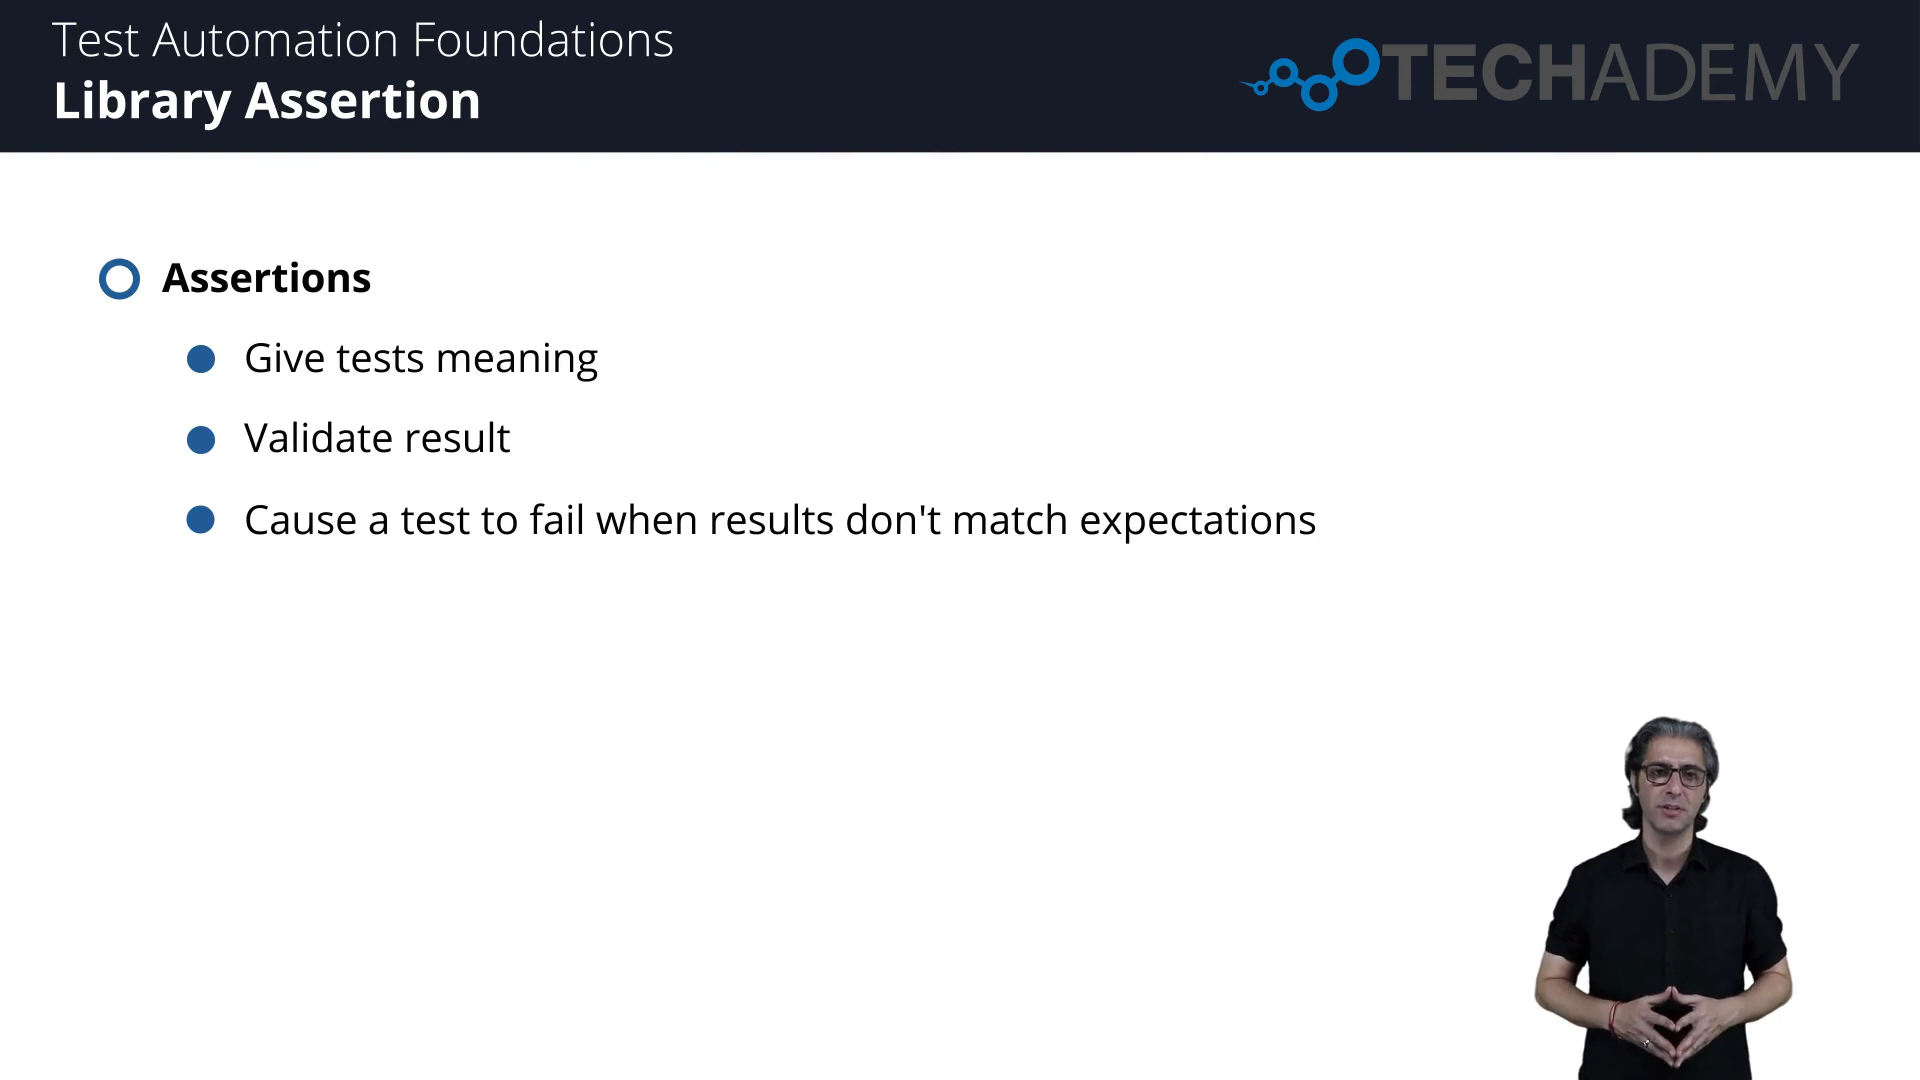 Test Automation Foundations
Library Assertion
TECHADEMY
Assertions
Give tests meaning
Validate result
Cause a test to fail when results don't match expectations